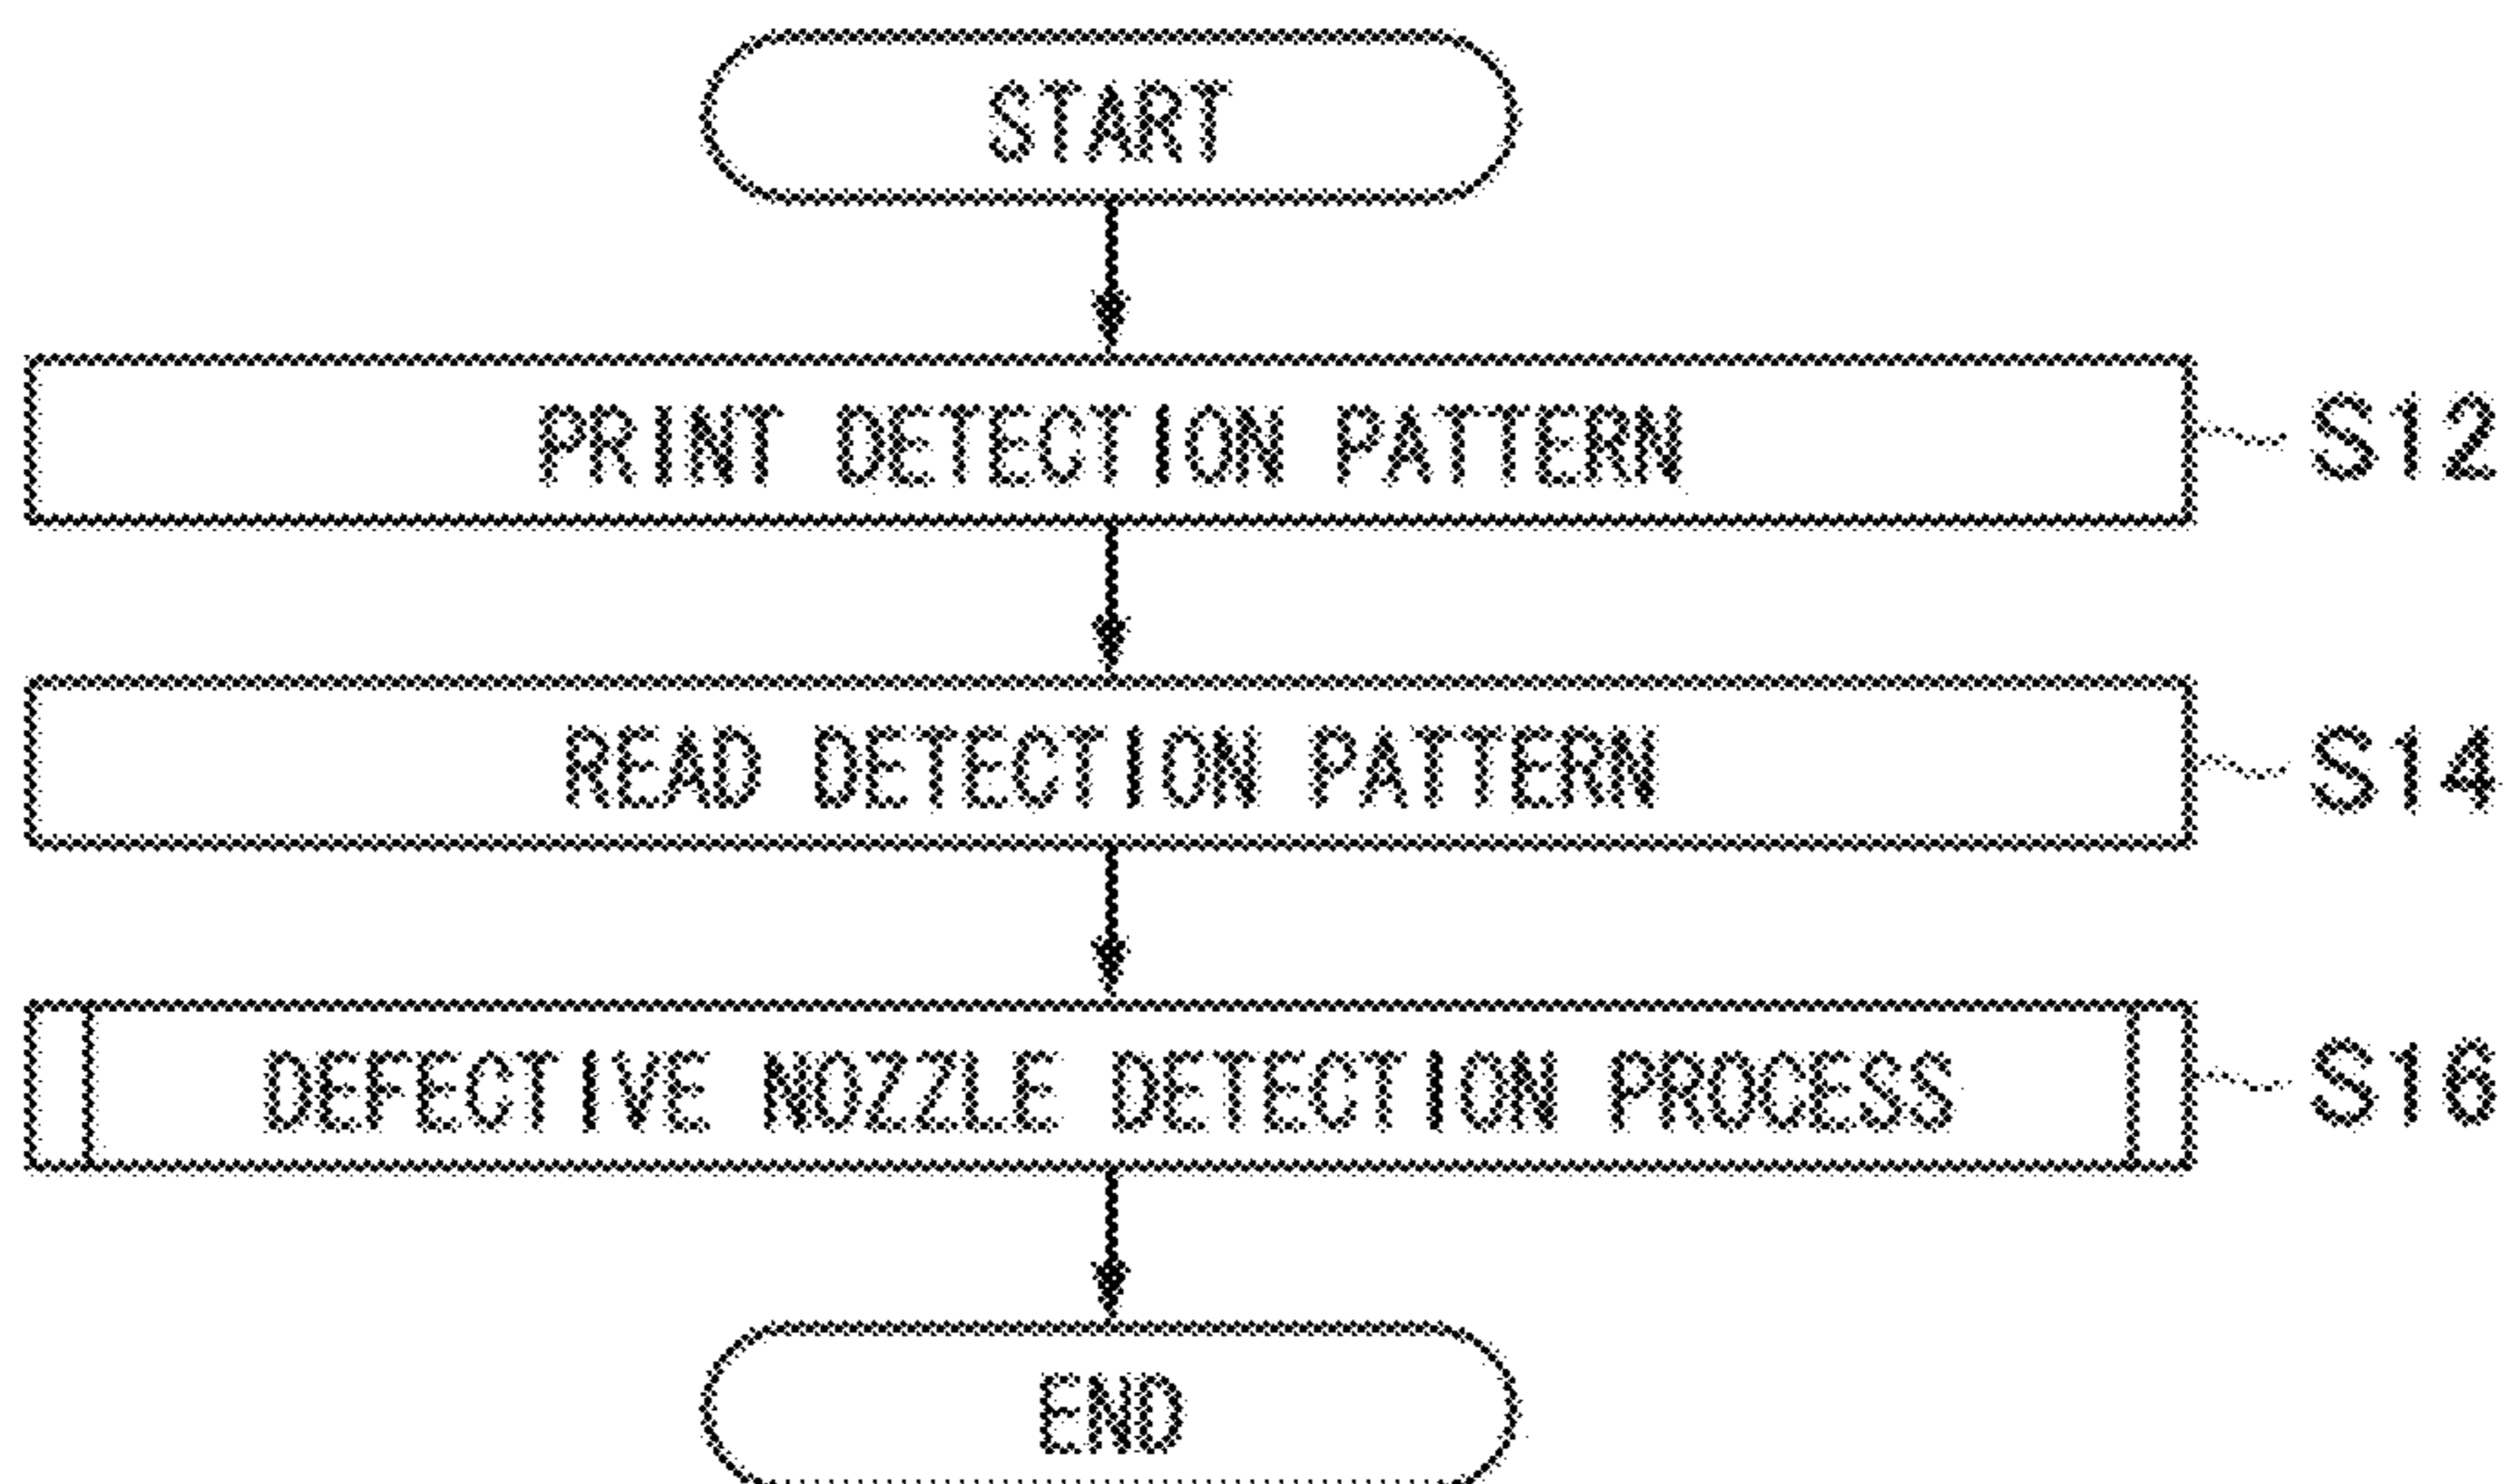 START
PRINT DETECTION PATTERN S12
READ DETECTION PATTERN S14
DEFECTIVE NOZZLE DETECTION PROCESS S16
END